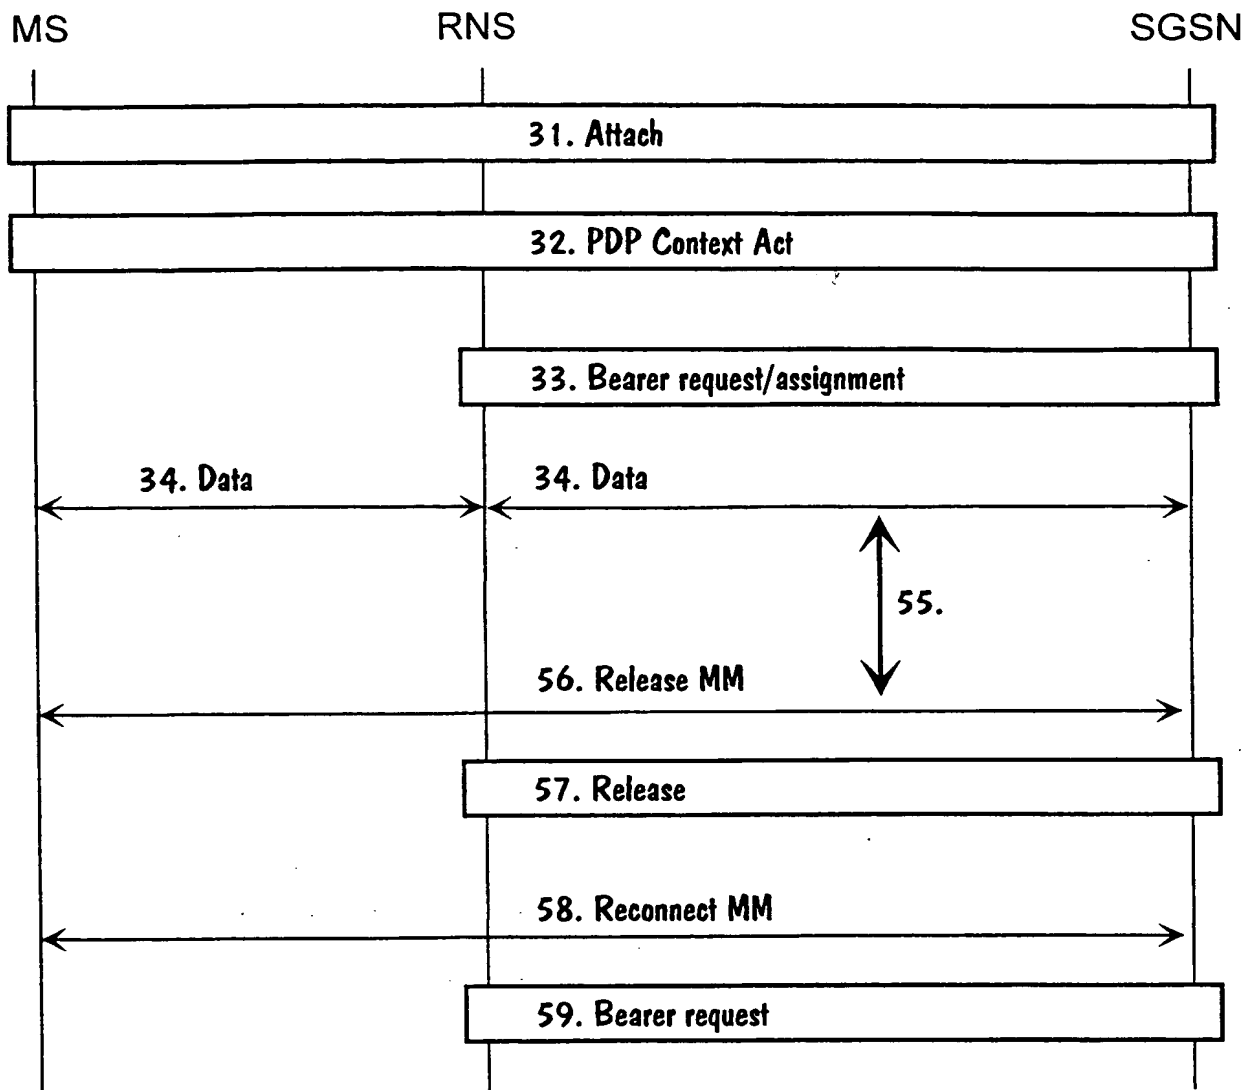 MS RNS SGSN
31. Attach
32. PDP Context Act
33. Bearer request/assignment
34. Data 34. Data
55.
56. Release MM
57. Release
58. Reconnect MM
59. Bearer request